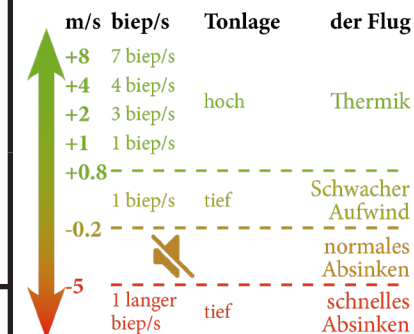 m/s biep/s Tonlage der Flug
+8 7 biep/s
+4 4 biep/s
hoch Thermik
+2 3 biep/s
+1 1 biep/s
+0.8
1 biep/s tief Schwacher
Aufwind
-0.2
normales
Absinken
-5
1 langer
biep/s tief schnelles
Absinken